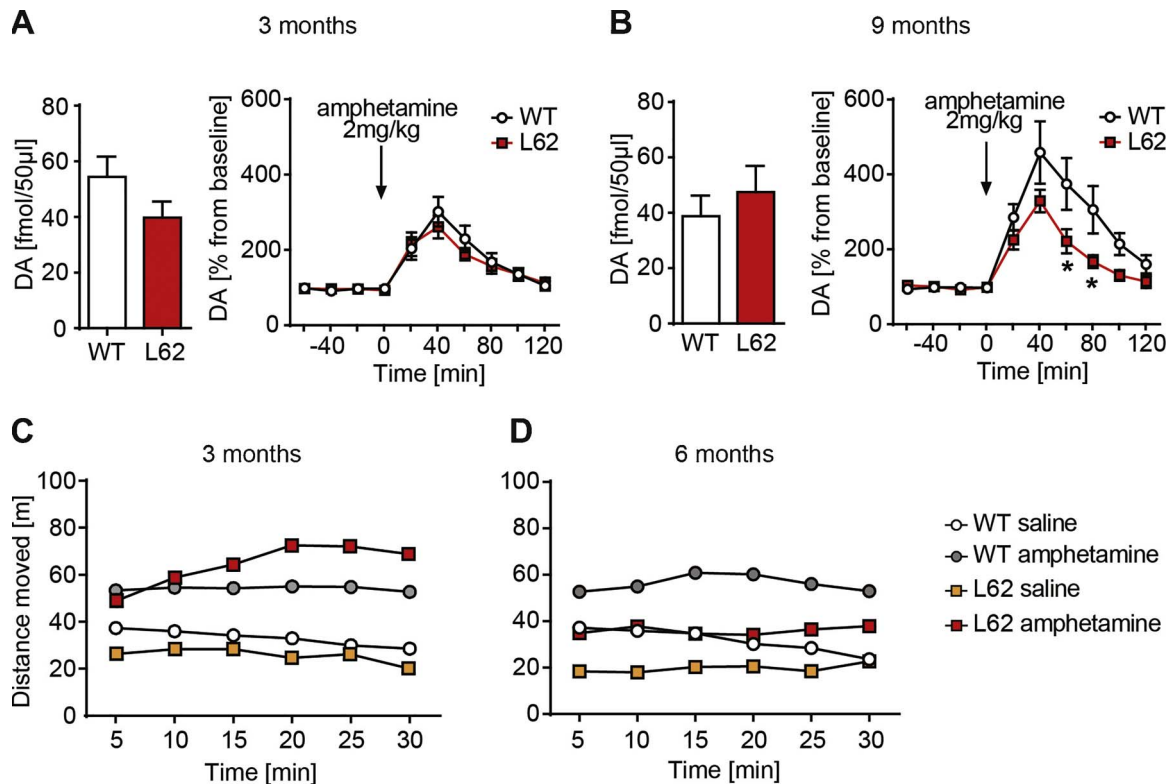 A
3 months
DA [fmol/50µl]
80
60
40
20
0
WT
L62
DA [% from baseline]
600
400
200
0
amphetamine
2mg/kg
WT
L62
-40
0
40
80
120
Time [min]
B
9 months
DA [fmol/50µl]
80
60
40
20
0
WT
L62
DA [% from baseline]
600
400
200
0
amphetamine
2mg/kg
WT
L62
*
*
-40
0
40
80
120
Time [min]
C
3 months
Distance moved [m]
100
80
60
40
20
0
5
10
15
20
25
30
Time [min]
D
6 months
100
80
60
40
20
0
5
10
15
20
25
30
Time [min]
WT saline
WT amphetamine
L62 saline
L62 amphetamine